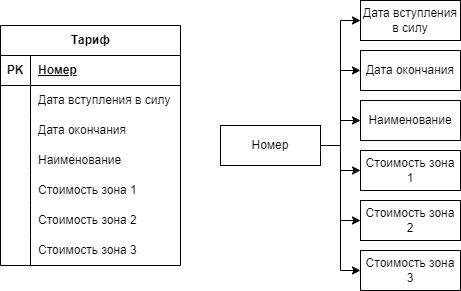 Тариф
PK Номер
Дата вступления в силу
Дата окончания
Наименование
Стоимость зона 1
Стоимость зона 2
Стоимость зона 3
Номер
Дата вступления
в силу
Дата окончания
Наименование
Стоимость зона
1
Стоимость зона
2
Стоимость зона
3